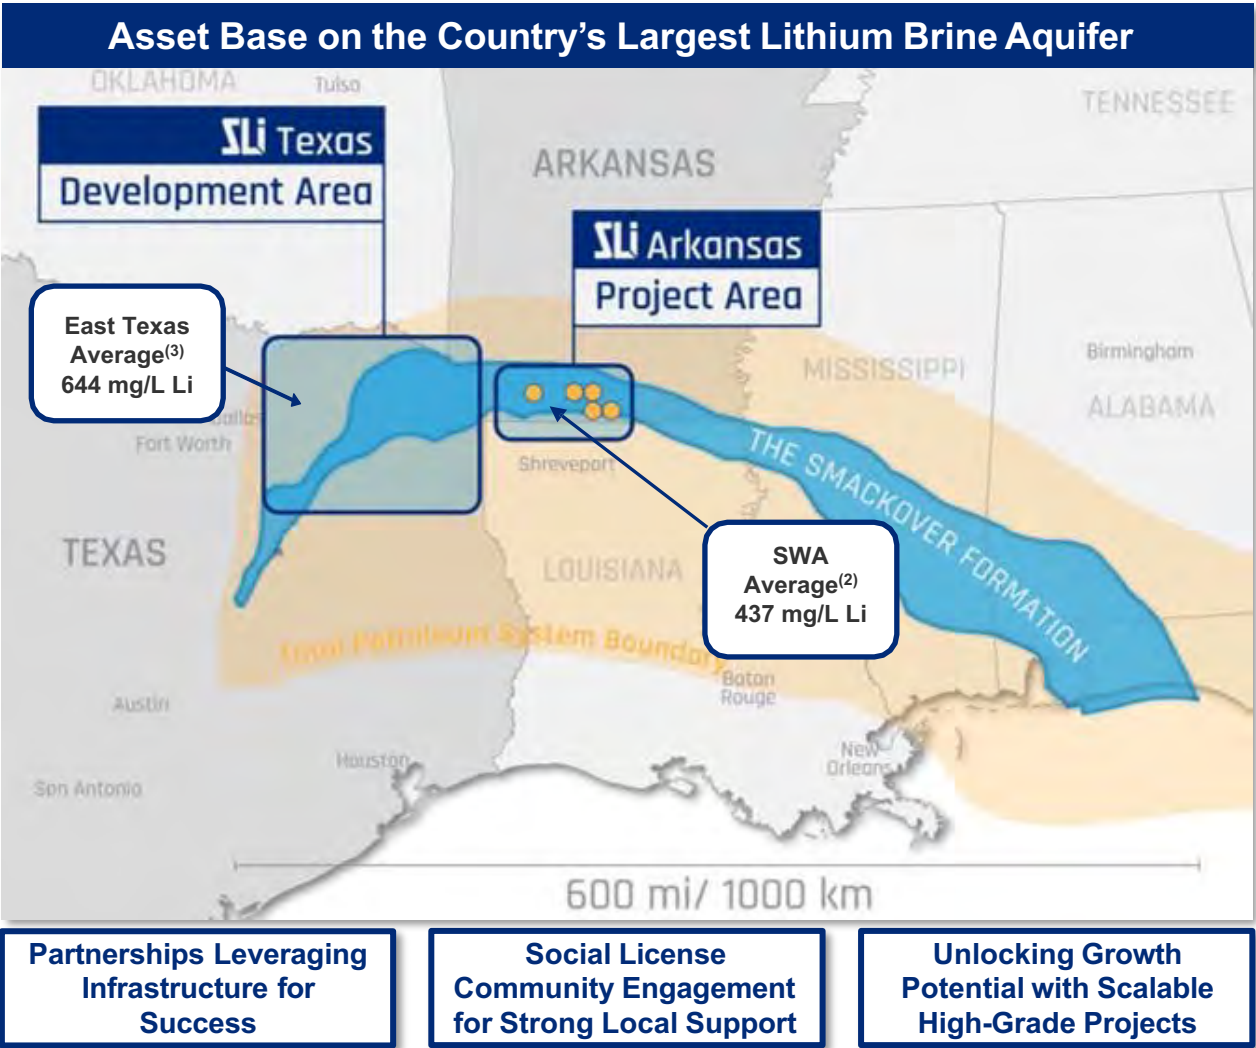 Asset Base on the Country's Largest Lithium Brine Aquifer
OKLAHOMA
Tulsa
TENNESSEE
SLi Texas
Development Area
ARKANSAS
SLi Arkansas
Project Area
East Texas
Average(3)
644 mg/L Li
Birmingham
MISSISSIPPI
ALABAMA
Dallas
Fort Worth
Shreveport
THE SMACKOVER FORMATION
TEXAS
LOUISIANA
SWA
Average(2)
437 mg/L Li
Total Petroleum System Boundary
Baton
Rouge
Austin
New
Orleans
Houston
San Antonio
600 mi/ 1000 km
Partnerships Leveraging
Infrastructure for
Success
Social License
Community Engagement
for Strong Local Support
Unlocking Growth
Potential with Scalable
High-Grade Projects